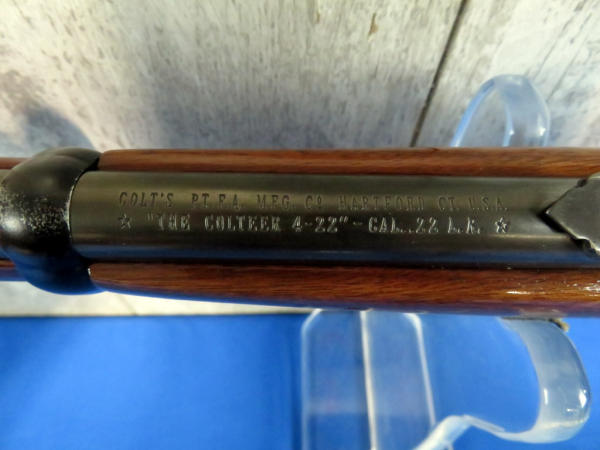 COLT'S PT.F.A. MFG. CO. HARTFORD CT. U.S.A.
☆ "THE COLTEER 4-22" - CAL. .22 L.R. ☆